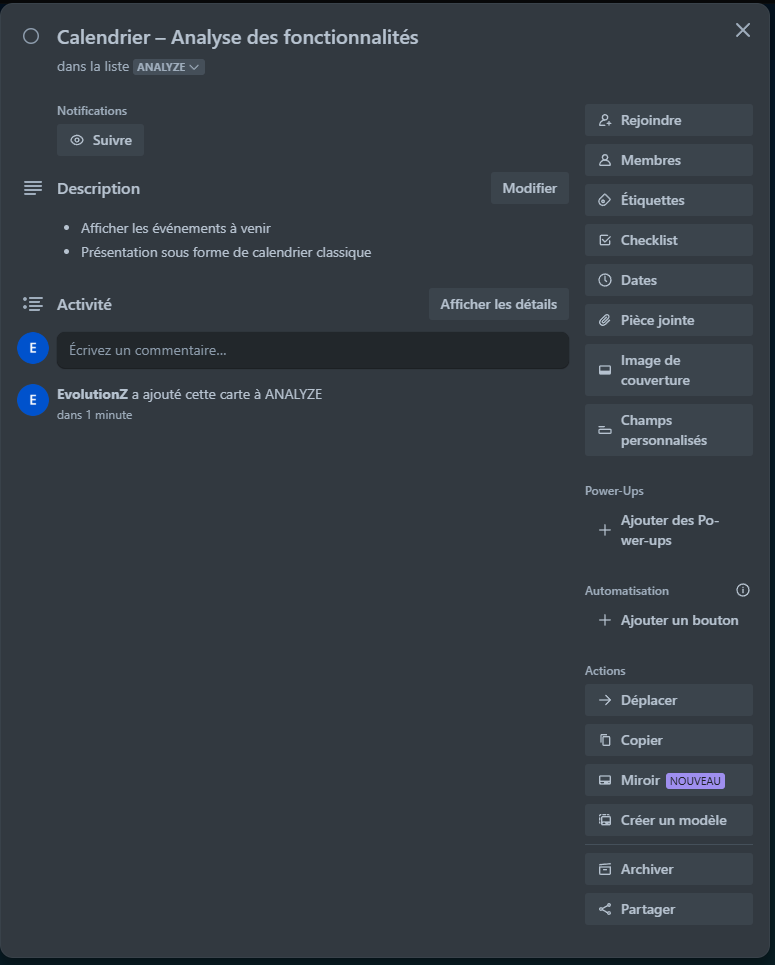 Calendrier – Analyse des fonctionnalités
dans la liste ANALYZE
Notifications
Suivre
Description
Modifier
• Afficher les événements à venir
• Présentation sous forme de calendrier classique
Activité
Afficher les détails
E
Écrivez un commentaire…
E
EvolutionZ a ajouté cette carte à ANALYZE
dans 1 minute
Rejoindre
Membres
Étiquettes
Checklist
Dates
Pièce jointe
Image de
couverture
Champs
personnalisés
Power-Ups
Ajouter des Po-
wer-ups
Automatisation
Ajouter un bouton
Actions
Déplacer
Copier
Miroir NOUVEAU
Créer un modèle
Archiver
Partager